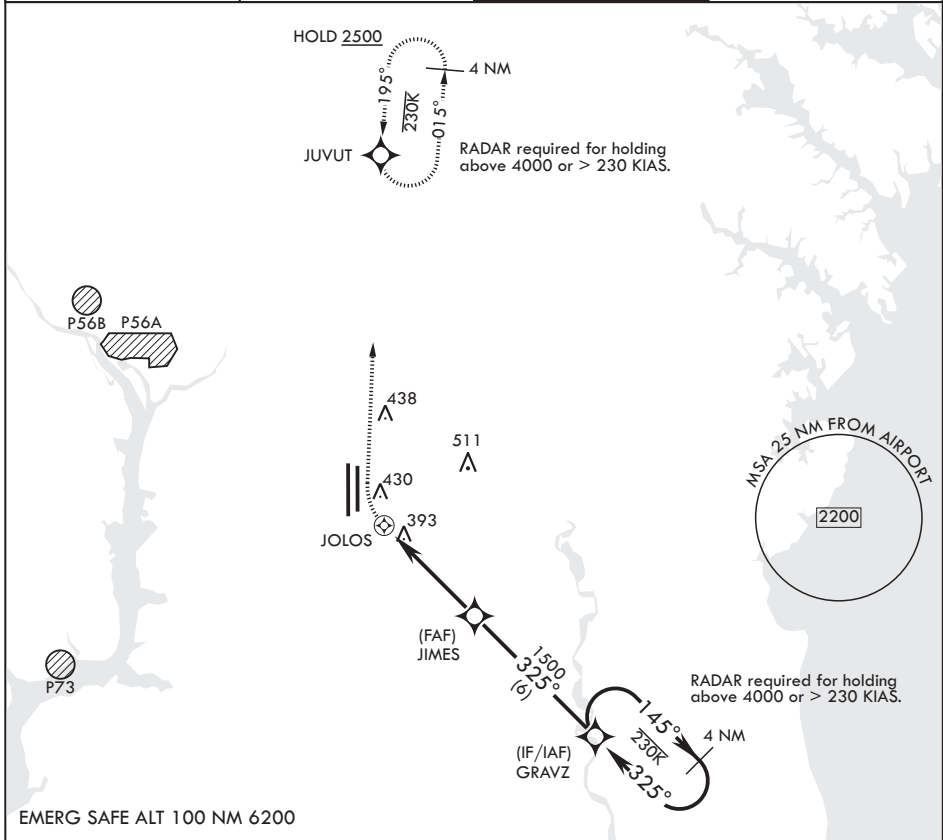 HOLD 2500
4 NM
195°
230K
015°
JUVUT
RADAR required for holding
above 4000 or > 230 KIAS.
P56B
P56A
438
511
MSA 25 NM FROM AIRPORT
430
2200
393
JOLOS
(FAF)
JIMES
1500
325°
(6)
P73
RADAR required for holding
above 4000 or > 230 KIAS.
145°
4 NM
230K
(IF/IAF)
GRAVZ
325°
EMERG SAFE ALT 100 NM 6200